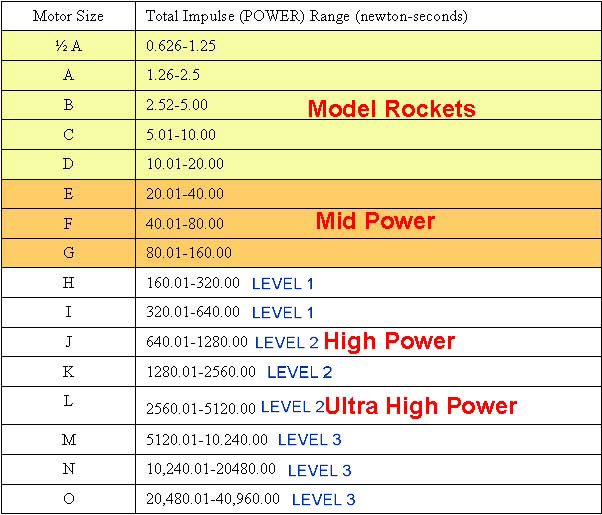 Motor Size Total Impulse (POWER) Range (newton-seconds)
½ A 0.626-1.25
A 1.26-2.5
B 2.52-5.00 Model Rockets
C 5.01-10.00
D 10.01-20.00
E 20.01-40.00
F 40.01-80.00 Mid Power
G 80.01-160.00
H 160.01-320.00 LEVEL 1
I 320.01-640.00 LEVEL 1
J 640.01-1280.00 LEVEL 2 High Power
K 1280.01-2560.00 LEVEL 2
L 2560.01-5120.00 LEVEL 2 Ultra High Power
M 5120.01-10.240.00 LEVEL 3
N 10,240.01-20480.00 LEVEL 3
O 20,480.01-40,960.00 LEVEL 3